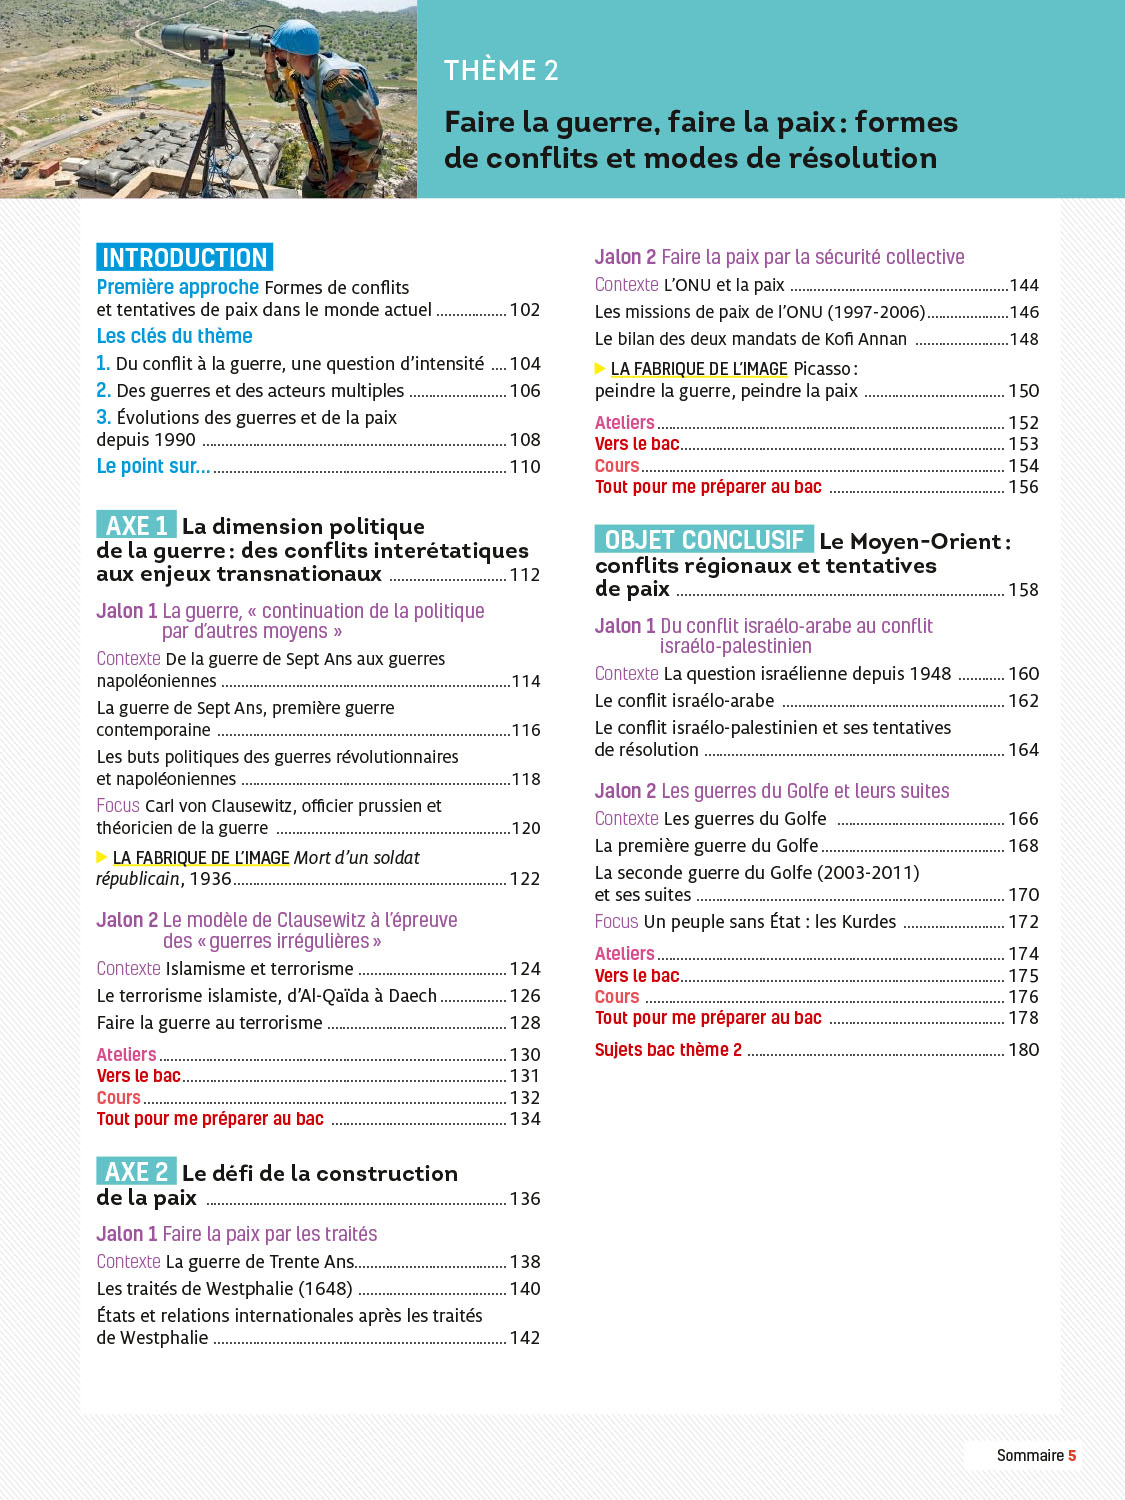 THÈME 2
Faire la guerre, faire la paix : formes
de conflits et modes de résolution
INTRODUCTION
Première approche Formes de conflits
et tentatives de paix dans le monde actuel ................. 102
Les clés du thème
1. Du conflit à la guerre, une question d’intensité .... 104
2. Des guerres et des acteurs multiples ........................ 106
3. Évolutions des guerres et de la paix
depuis 1990 .......................................................................... 108
Le point sur... ....................................................................... 110
AXE 1 La dimension politique
de la guerre : des conflits interétatiques
aux enjeux transnationaux ............................ 112
Jalon 1 La guerre, « continuation de la politique
par d’autres moyens »
Contexte De la guerre de Sept Ans aux guerres
napoléoniennes ....................................................................... 114
La guerre de Sept Ans, première guerre
contemporaine ........................................................................ 116
Les buts politiques des guerres révolutionnaires
et napoléoniennes .................................................................. 118
Focus Carl von Clausewitz, officier prussien et
théoricien de la guerre ......................................................... 120
LA FABRIQUE DE L’IMAGE Mort d’un soldat
républicain, 1936................................................................... 122
Jalon 2 Le modèle de Clausewitz à l’épreuve
des « guerres irrégulières »
Contexte Islamisme et terrorisme .................................... 124
Le terrorisme islamiste, d’Al-Qaïda à Daech ................ 126
Faire la guerre au terrorisme ............................................ 128
Ateliers ..................................................................................... 130
Vers le bac................................................................................ 131
Cours ......................................................................................... 132
Tout pour me préparer au bac ........................................... 134
AXE 2 Le défi de la construction
de la paix .......................................................................... 136
Jalon 1 Faire la paix par les traités
Contexte La guerre de Trente Ans..................................... 138
Les traités de Westphalie (1648) .................................... 140
États et relations internationales après les traités
de Westphalie ........................................................................ 142
Jalon 2 Faire la paix par la sécurité collective
Contexte L’ONU et la paix ...................................................... 144
Les missions de paix de l’ONU (1997-2006)..................... 146
Le bilan des deux mandats de Kofi Annan ....................... 148
LA FABRIQUE DE L’IMAGE Picasso :
peindre la guerre, peindre la paix .................................. 150
Ateliers ..................................................................................... 152
Vers le bac................................................................................ 153
Cours ......................................................................................... 154
Tout pour me préparer au bac ........................................... 156
OBJET CONCLUSIF Le Moyen-Orient :
conflits régionaux et tentatives
de paix ................................................................................ 158
Jalon 1 Du conflit israélo-arabe au conflit
israélo-palestinien
Contexte La question israélienne depuis 1948 ............ 160
Le conflit israélo-arabe ...................................................... 162
Le conflit israélo-palestinien et ses tentatives
de résolution .......................................................................... 164
Jalon 2 Les guerres du Golfe et leurs suites
Contexte Les guerres du Golfe ......................................... 166
La première guerre du Golfe ............................................. 168
La seconde guerre du Golfe (2003-2011)
et ses suites ........................................................................... 170
Focus Un peuple sans État : les Kurdes ......................... 172
Ateliers ..................................................................................... 174
Vers le bac................................................................................ 175
Cours ........................................................................................ 176
Tout pour me préparer au bac ........................................... 178
Sujets bac thème 2 ............................................................... 180
Sommaire 5